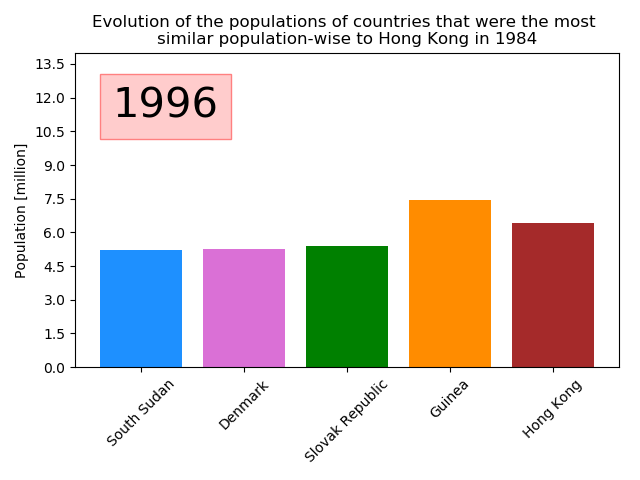 Evolution of the populations of countries that were the most
similar population-wise to Hong Kong in 1984
1996
Population [million]
13.5
12.0
10.5
9.0
7.5
6.0
4.5
3.0
1.5
0.0
South Sudan
Denmark
Slovak Republic
Guinea
Hong Kong